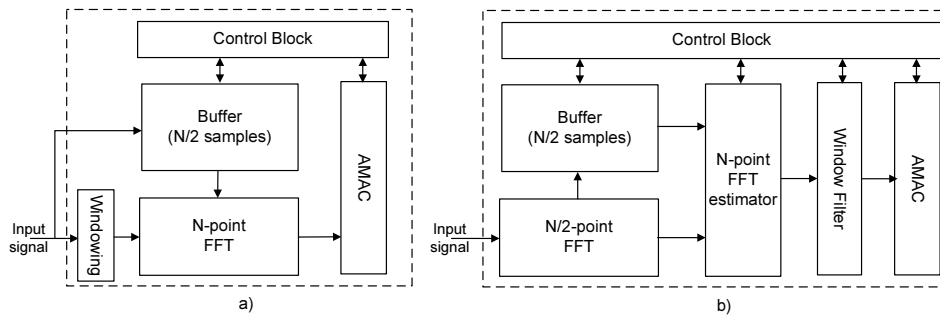 Control Block
Buffer
(N/2 samples)
AMAC
Windowing
N-point
FFT
Input
signal
a)
Control Block
Buffer
(N/2 samples)
N-point
FFT
estimator
Window Filter
AMAC
N/2-point
FFT
Input
signal
b)